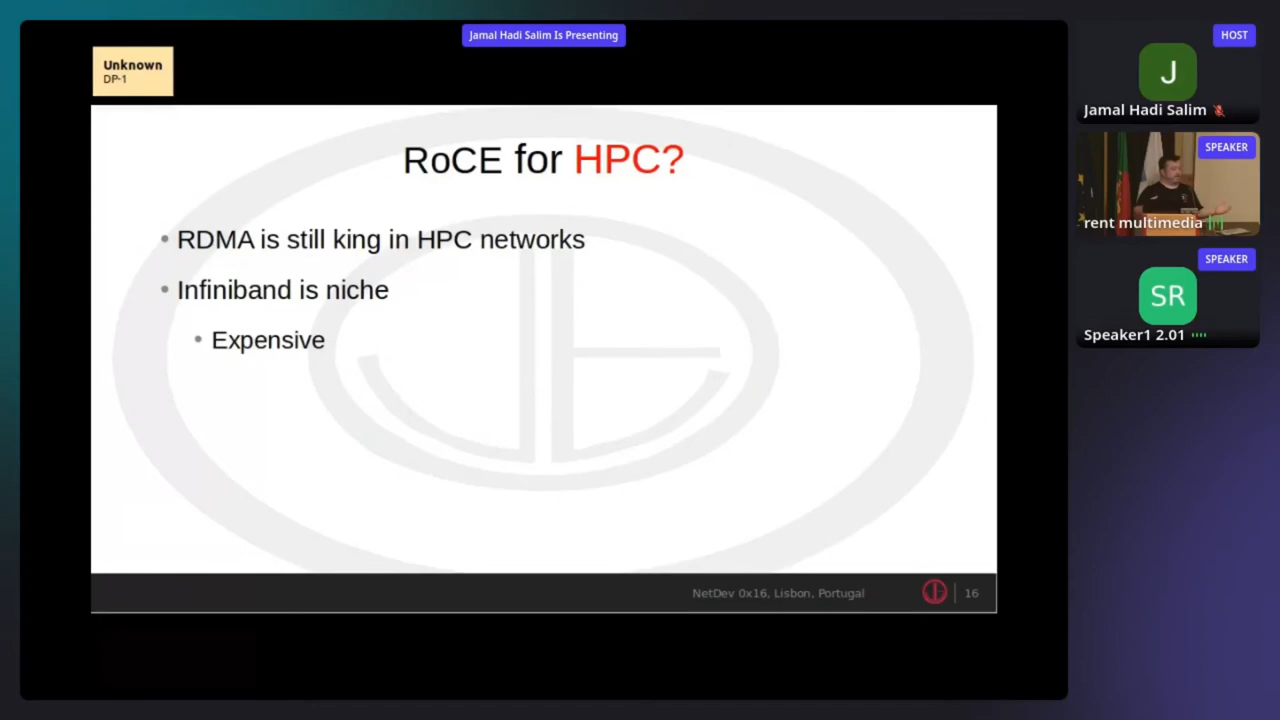 Jamal Hadi Salim Is Presenting
Unknown
DP-1
RoCE for HPC?
• RDMA is still king in HPC networks
• Infiniband is niche
• Expensive
NetDev 0x16, Lisbon, Portugal
16
HOST
J
Jamal Hadi Salim
SPEAKER
rent multimedia
SPEAKER
SR
Speaker1 2.01